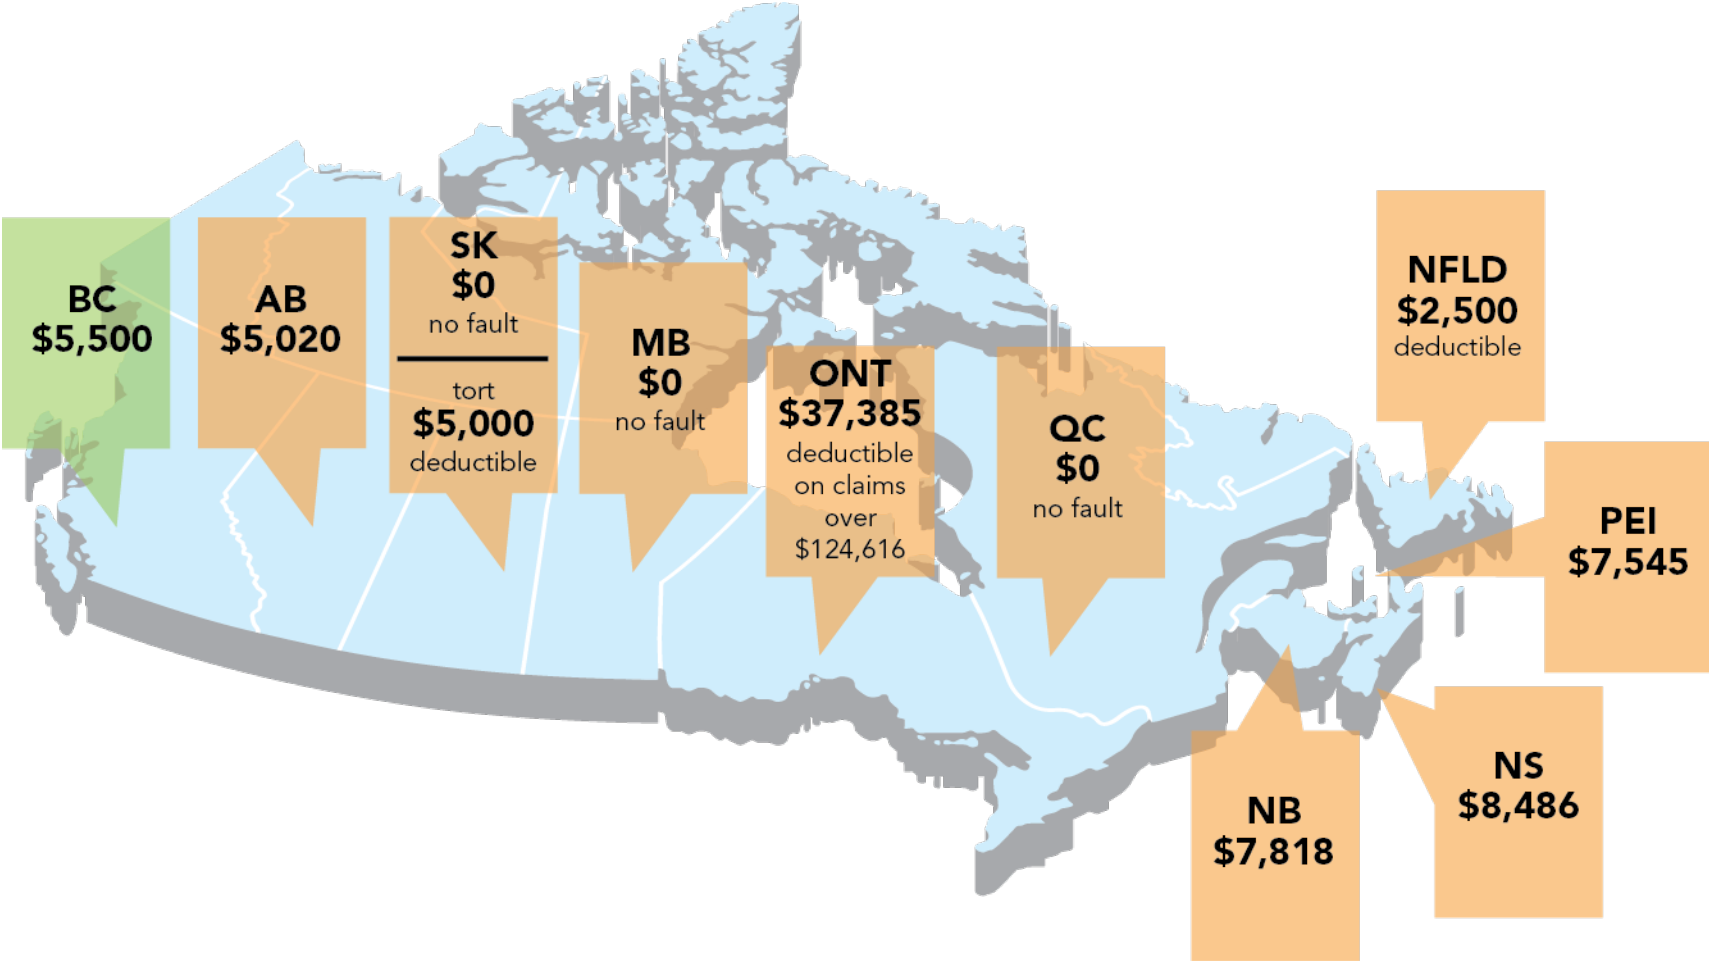 BC
$5,500
AB
$5,020
SK
$0
no fault
tort
$5,000
deductible
MB
$0
no fault
ONT
$37,385
deductible
on claims
over
$124,616
QC
$0
no fault
NFLD
$2,500
deductible
PEI
$7,545
NB
$7,818
NS
$8,486